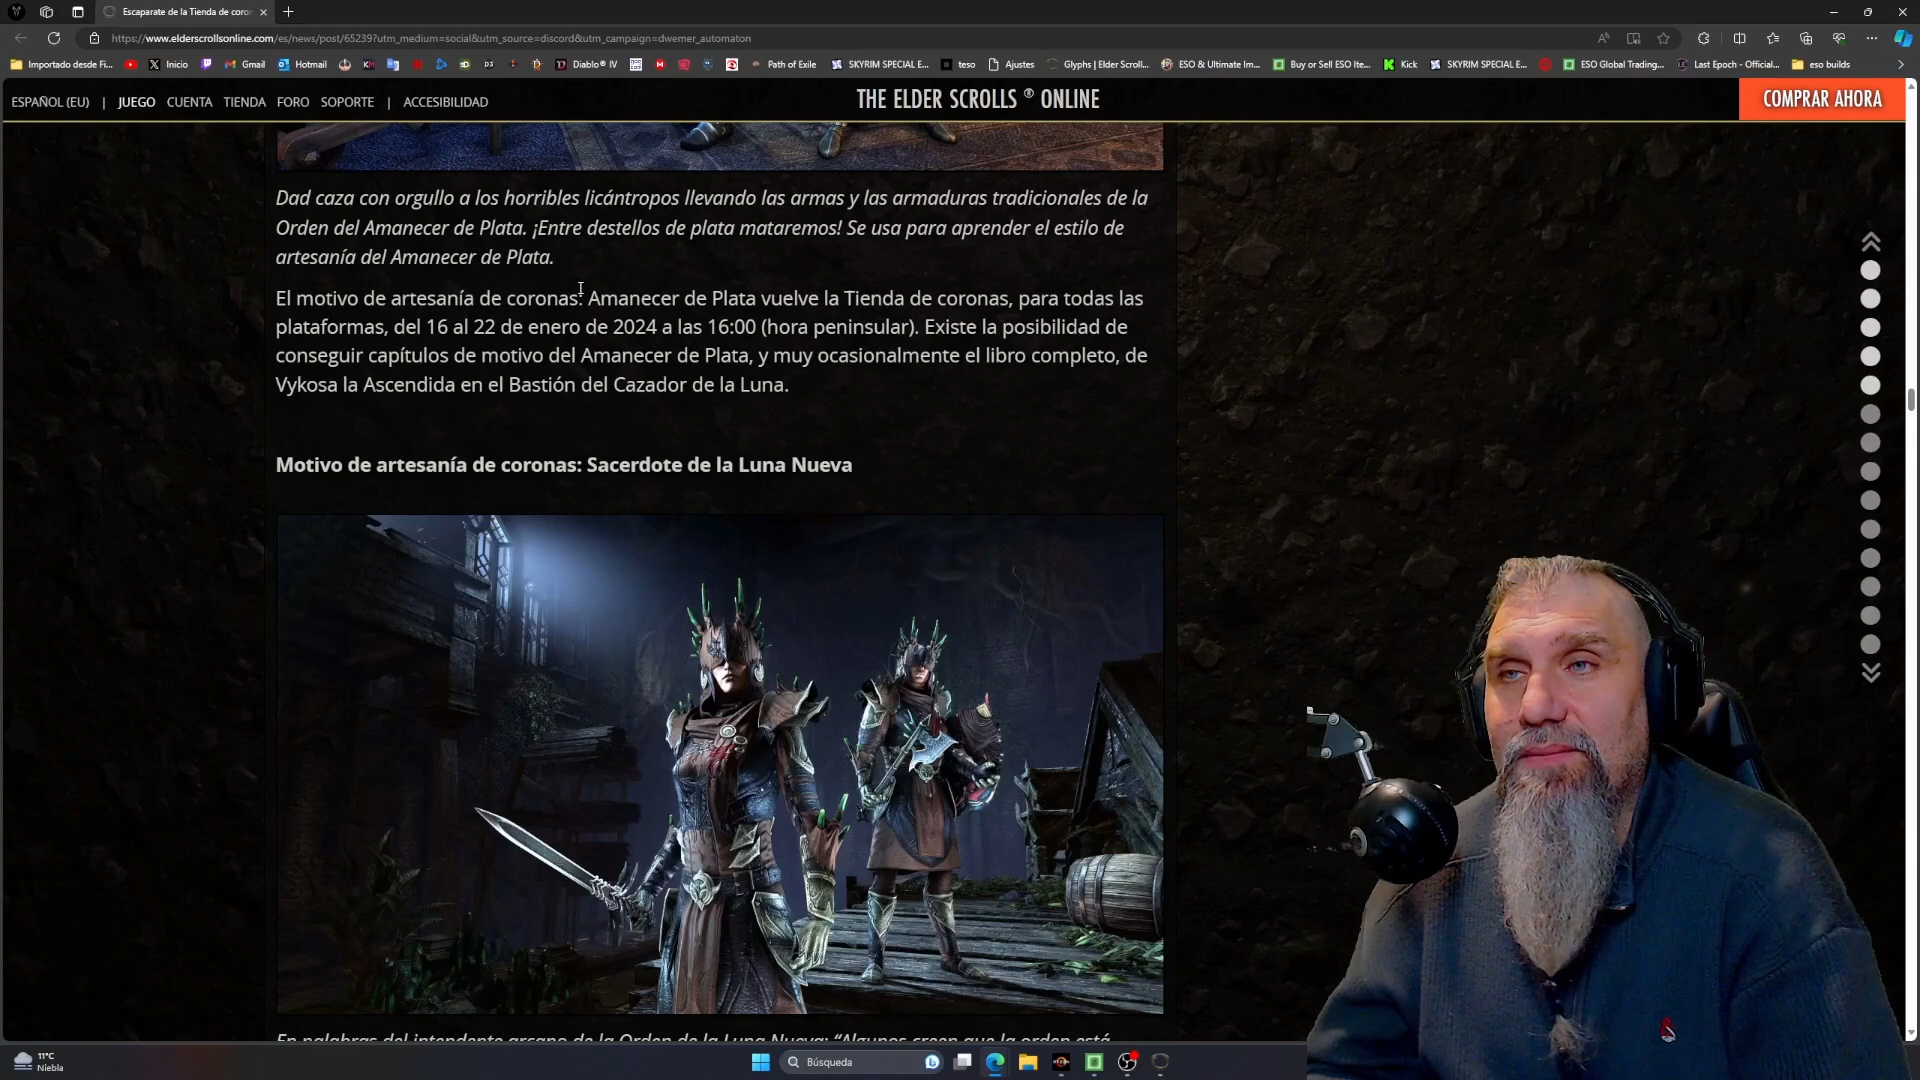 Escaparate de la Tienda de coron
https://www.elderscrollsonline.com/es/news/post/65239?utm_medium=social&utm_source=discord&utm_campaign=dwemer_automaton
Importado desde Fi...
Inicio
Gmail
Hotmail
Diablo® IV
Path of Exile
SKYRIM SPECIAL E...
teso
Ajustes
Glyphs | Elder Scroll...
ESO & Ultimate Im...
Buy or Sell ESO Ite...
Kick
SKYRIM SPECIAL E...
ESO Global Trading...
Last Epoch - Official...
eso builds
ESPAÑOL (EU) | JUEGO CUENTA TIENDA FORO SOPORTE | ACCESIBILIDAD
THE ELDER SCROLLS ® ONLINE
COMPRAR AHORA
Dad caza con orgullo a los horribles licántropos llevando las armas y las armaduras tradicionales de la
Orden del Amanecer de Plata. ¡Entre destellos de plata mataremos! Se usa para aprender el estilo de
artesanía del Amanecer de Plata.
El motivo de artesanía de coronas: Amanecer de Plata vuelve la Tienda de coronas, para todas las
plataformas, del 16 al 22 de enero de 2024 a las 16:00 (hora peninsular). Existe la posibilidad de
conseguir capítulos de motivo del Amanecer de Plata, y muy ocasionalmente el libro completo, de
Vykosa la Ascendida en el Bastión del Cazador de la Luna.
Motivo de artesanía de coronas: Sacerdote de la Luna Nueva
En palabras del intendente arcano de la Orden de la Luna Nueva: “Algunos creen que la orden está
11°C
Niebla
Búsqueda